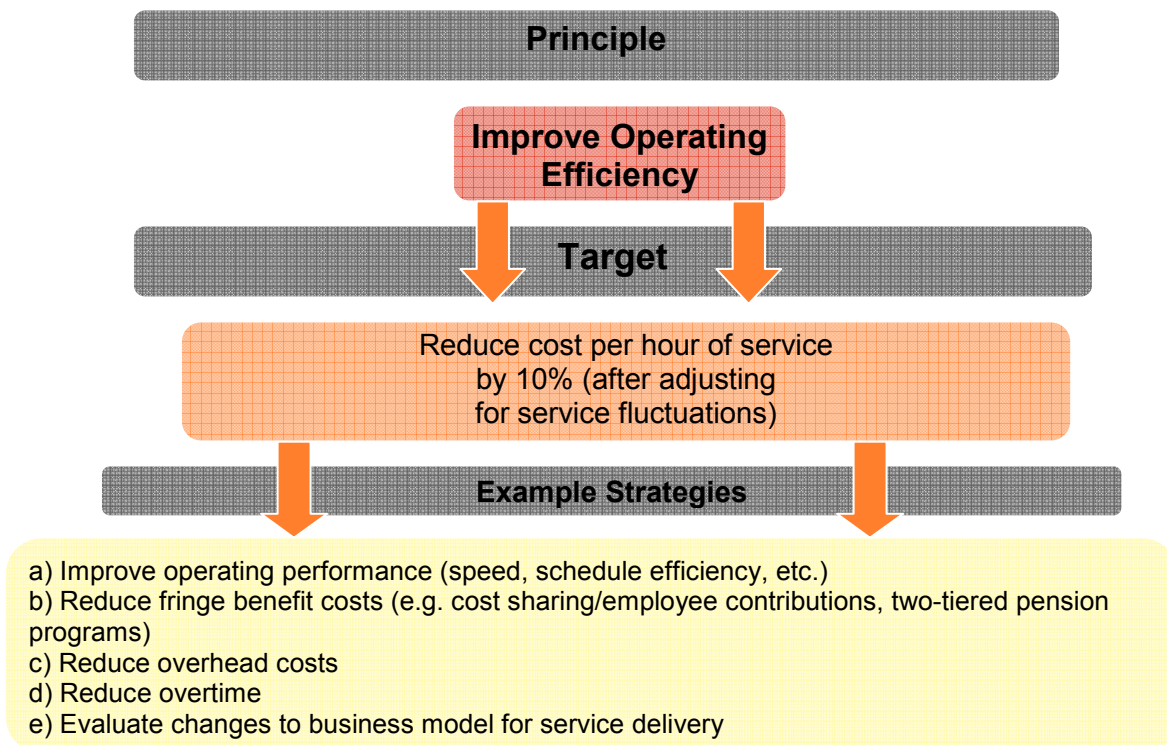 Principle
Improve Operating
Efficiency
Target
Reduce cost per hour of service
by 10% (after adjusting
for service fluctuations)
Example Strategies
a) Improve operating performance (speed, schedule efficiency, etc.)
b) Reduce fringe benefit costs (e.g. cost sharing/employee contributions, two-tiered pension
programs)
c) Reduce overhead costs
d) Reduce overtime
e) Evaluate changes to business model for service delivery